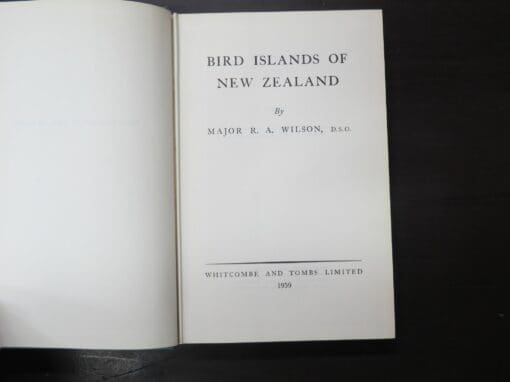 BIRD ISLANDS OF
NEW ZEALAND
By
MAJOR R. A. WILSON, D.S.O.
WHITCOMBE AND TOMBS LIMITED
1959